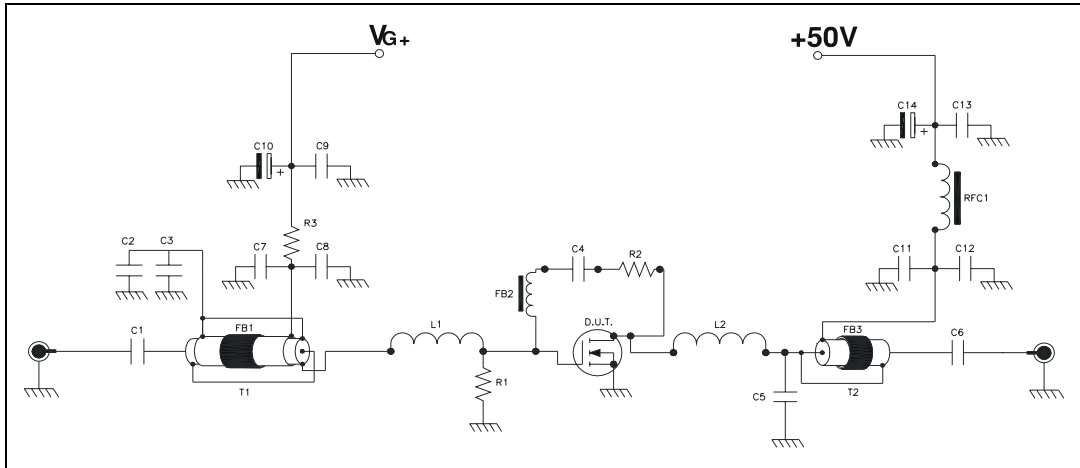 VG+
+50V
C14
C13
C10
C9
RFC1
R3
C2
C3
C7
C8
C4
R2
C11
C12
FB2
C1
FB1
L1
D.U.T.
L2
FB3
C6
R1
T1
C5
T2
+
+